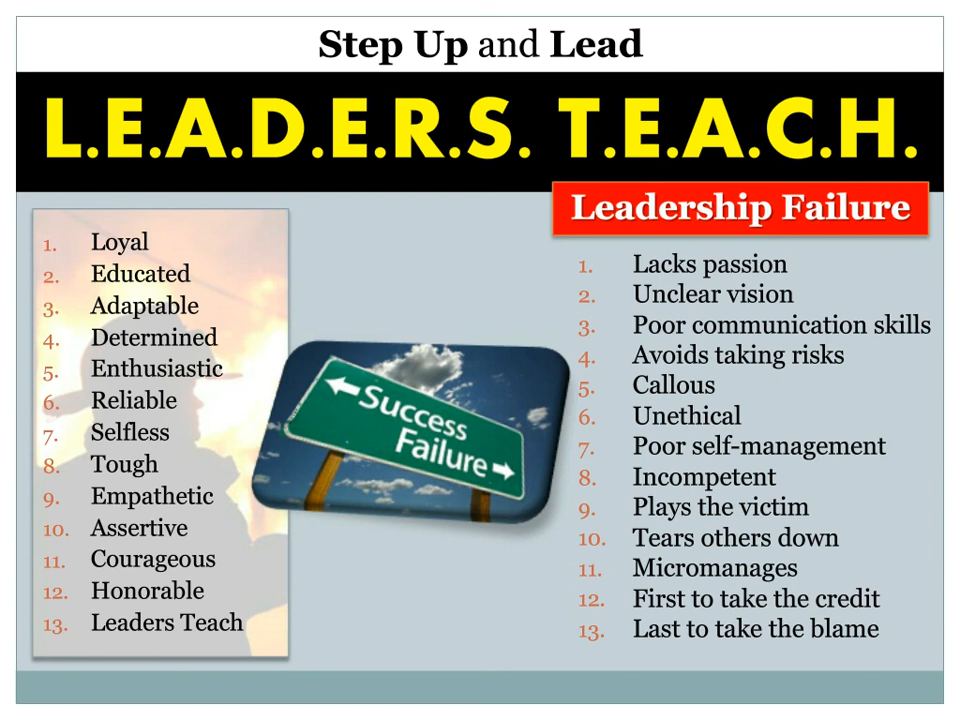 Step Up and Lead
L.E.A.D.E.R.S. T.E.A.C.H.
1. Loyal
2. Educated
3. Adaptable
4. Determined
5. Enthusiastic
6. Reliable
7. Selfless
8. Tough
9. Empathetic
10. Assertive
11. Courageous
12. Honorable
13. Leaders Teach
Success
Failure
Leadership Failure
1. Lacks passion
2. Unclear vision
3. Poor communication skills
4. Avoids taking risks
5. Callous
6. Unethical
7. Poor self-management
8. Incompetent
9. Plays the victim
10. Tears others down
11. Micromanages
12. First to take the credit
13. Last to take the blame